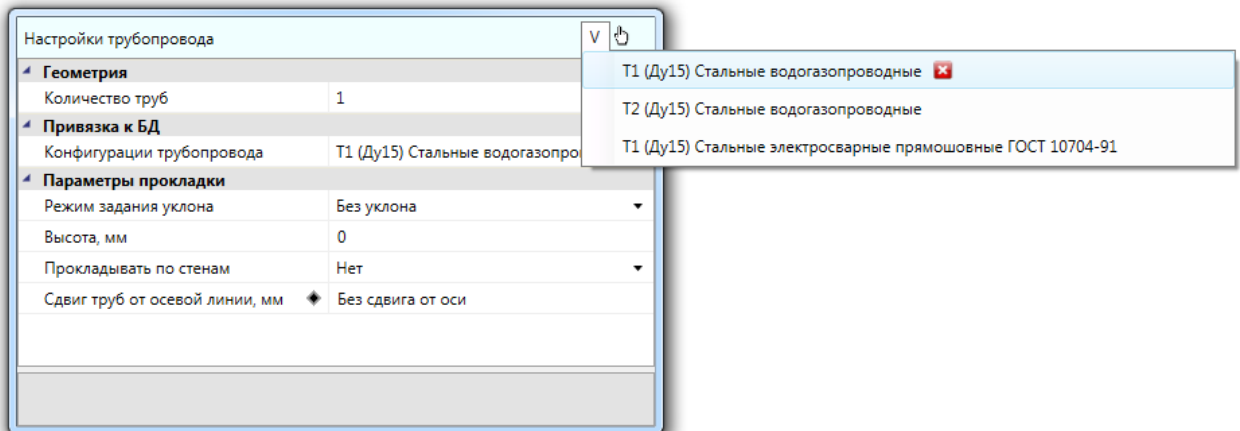 Настройки трубопровода V
Геометрия
Количество труб 1
Привязка к БД
Конфигурации трубопровода Т1 (Ду15) Стальные водогазопро
Параметры прокладки
Режим задания уклона Без уклона
Высота, мм 0
Прокладывать по стенам Нет
Сдвиг труб от осевой линии, мм Без сдвига от оси
Т1 (Ду15) Стальные водогазопроводные
Т2 (Ду15) Стальные водогазопроводные
Т1 (Ду15) Стальные электросварные прямошовные ГОСТ 10704-91